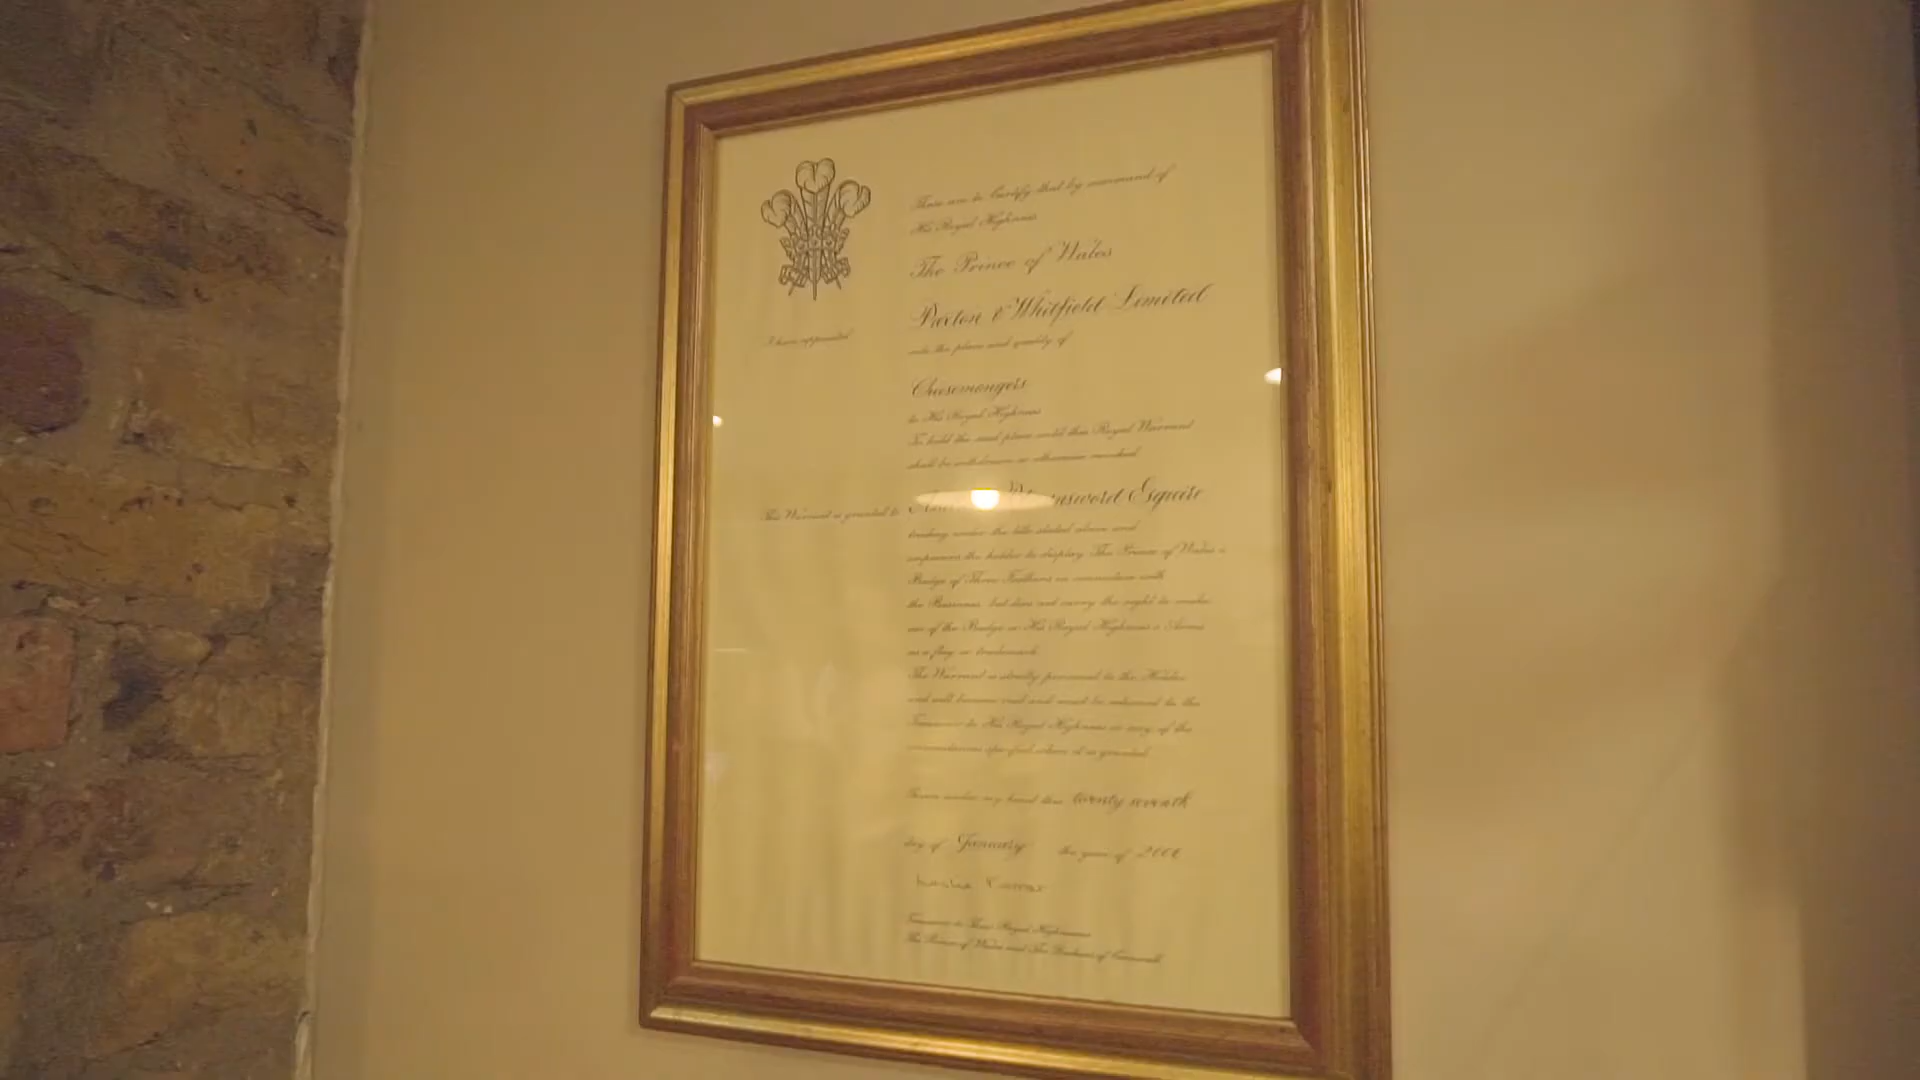 These are to Certify that by command of
His Royal Highness
The Prince of Wales
I have appointed
Paxton & Whitfield Limited
into the place and quality of
Cheesemongers
to His Royal Highness
To hold the said place until this Royal Warrant
shall be withdrawn or otherwise revoked
This Warrant is granted to
Esquire
trading under the title stated above and
empowers the holder to display The Prince of Wales's
Badge of Three Feathers in connection with
the Business but does not carry the right to make
use of the Badge or His Royal Highness's Arms
as a flag or trademark
The Warrant is strictly personal to the Holder
and will become void and must be returned to the
Treasurer to His Royal Highness in any of the
circumstances specified when it is granted
Given under my hand this twenty seventh
day of January the year of
Treasurer to Their Royal Highnesses
The Prince of Wales and The Duchess of Cornwall